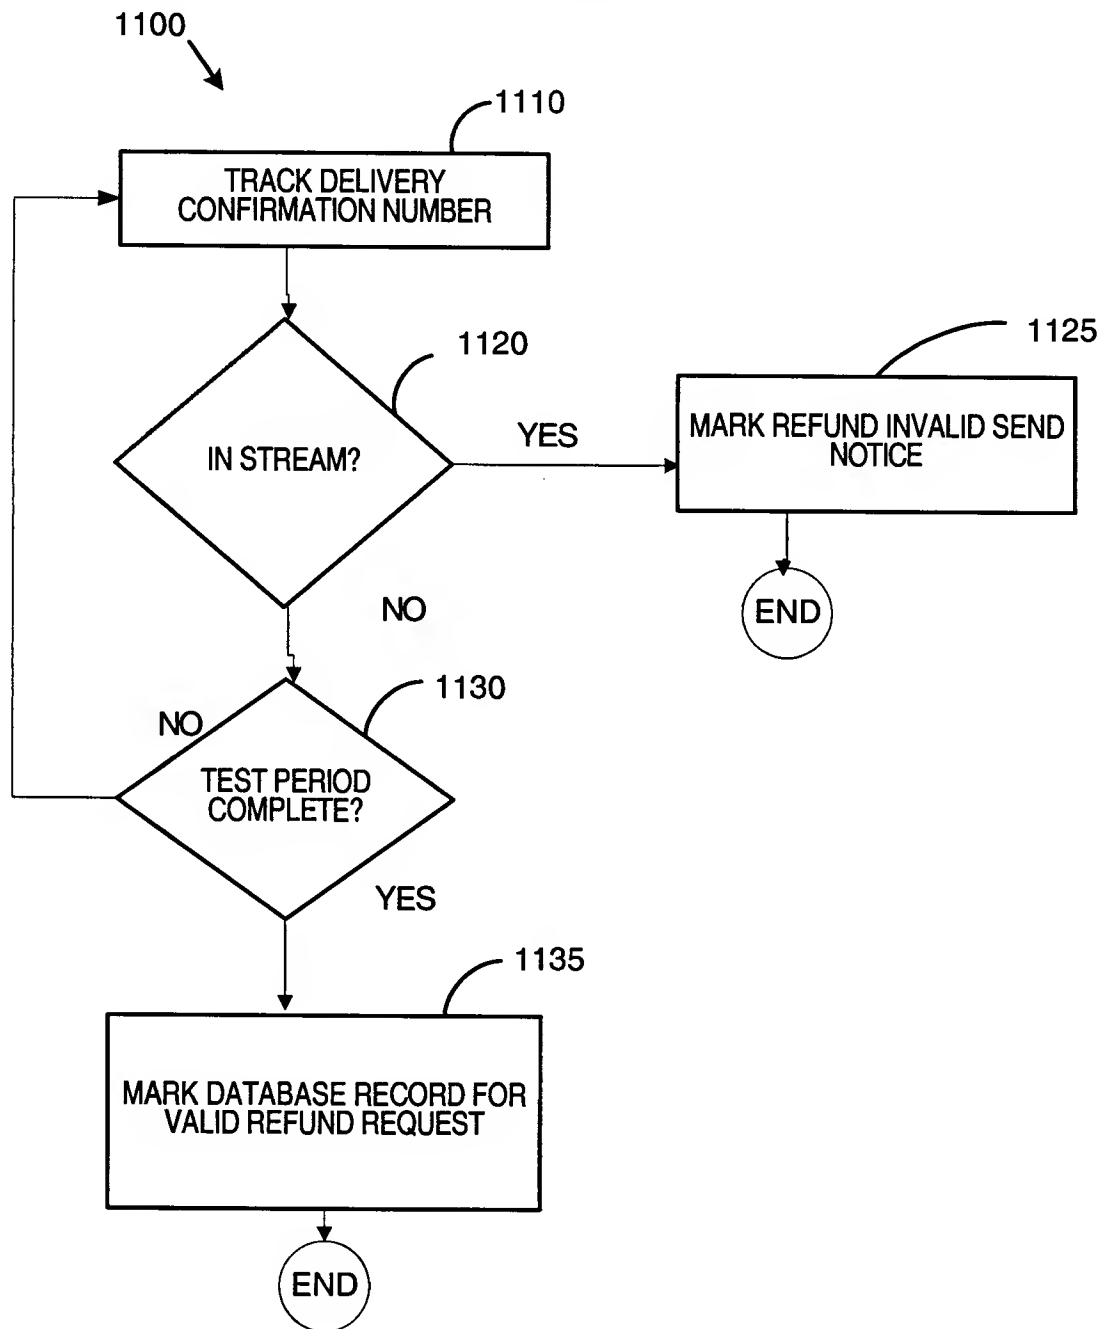 1100
1110
TRACK DELIVERY
CONFIRMATION NUMBER
1120
IN STREAM?
YES
1125
MARK REFUND INVALID SEND
NOTICE
END
NO
1130
NO
TEST PERIOD
COMPLETE?
YES
1135
MARK DATABASE RECORD FOR
VALID REFUND REQUEST
END